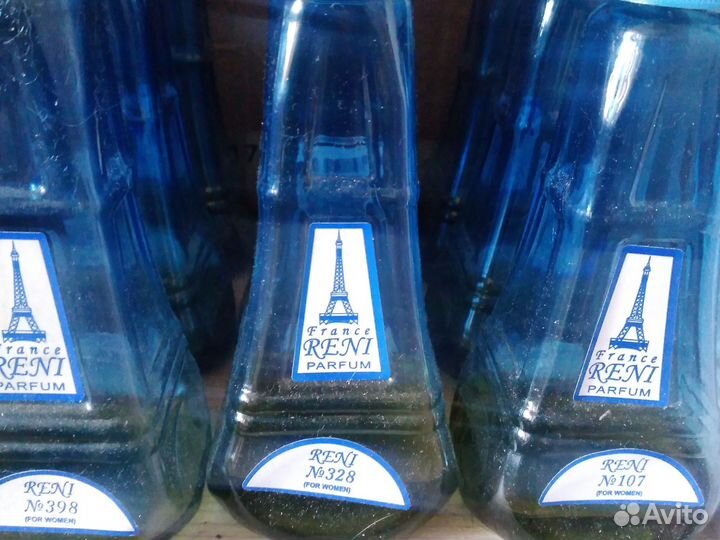 France
RENI
PARFUM
RENI
№398
(FOR WOMEN)
France
RENI
PARFUM
RENI
№328
(FOR WOMEN)
France
RENI
PARFUM
RENI
№107
(FOR WOMEN)
Avito